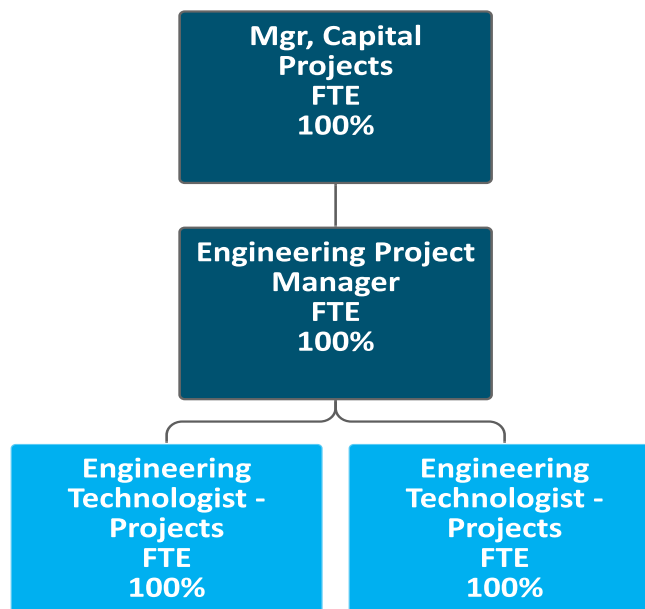 Mgr, Capital
Projects
FTE
100%
Engineering Project
Manager
FTE
100%
Engineering
Technologist -
Projects
FTE
100%
Engineering
Technologist -
Projects
FTE
100%